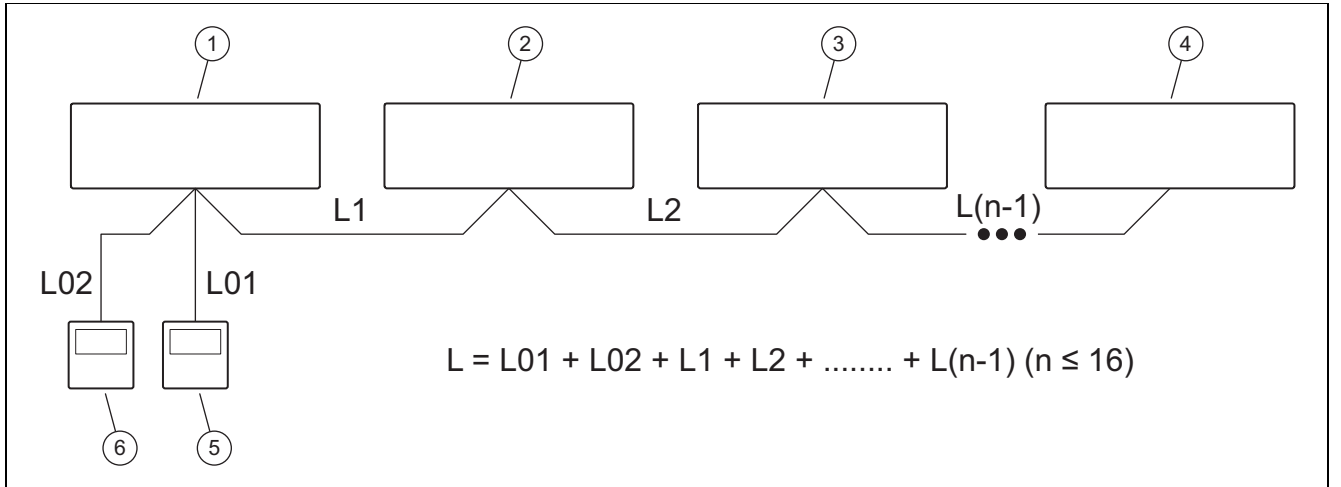 1 2 3 4
L1 L2 L(n-1)
L02 L01
L = L01 + L02 + L1 + L2 + ........ + L(n-1) (n ≤ 16)
6 5